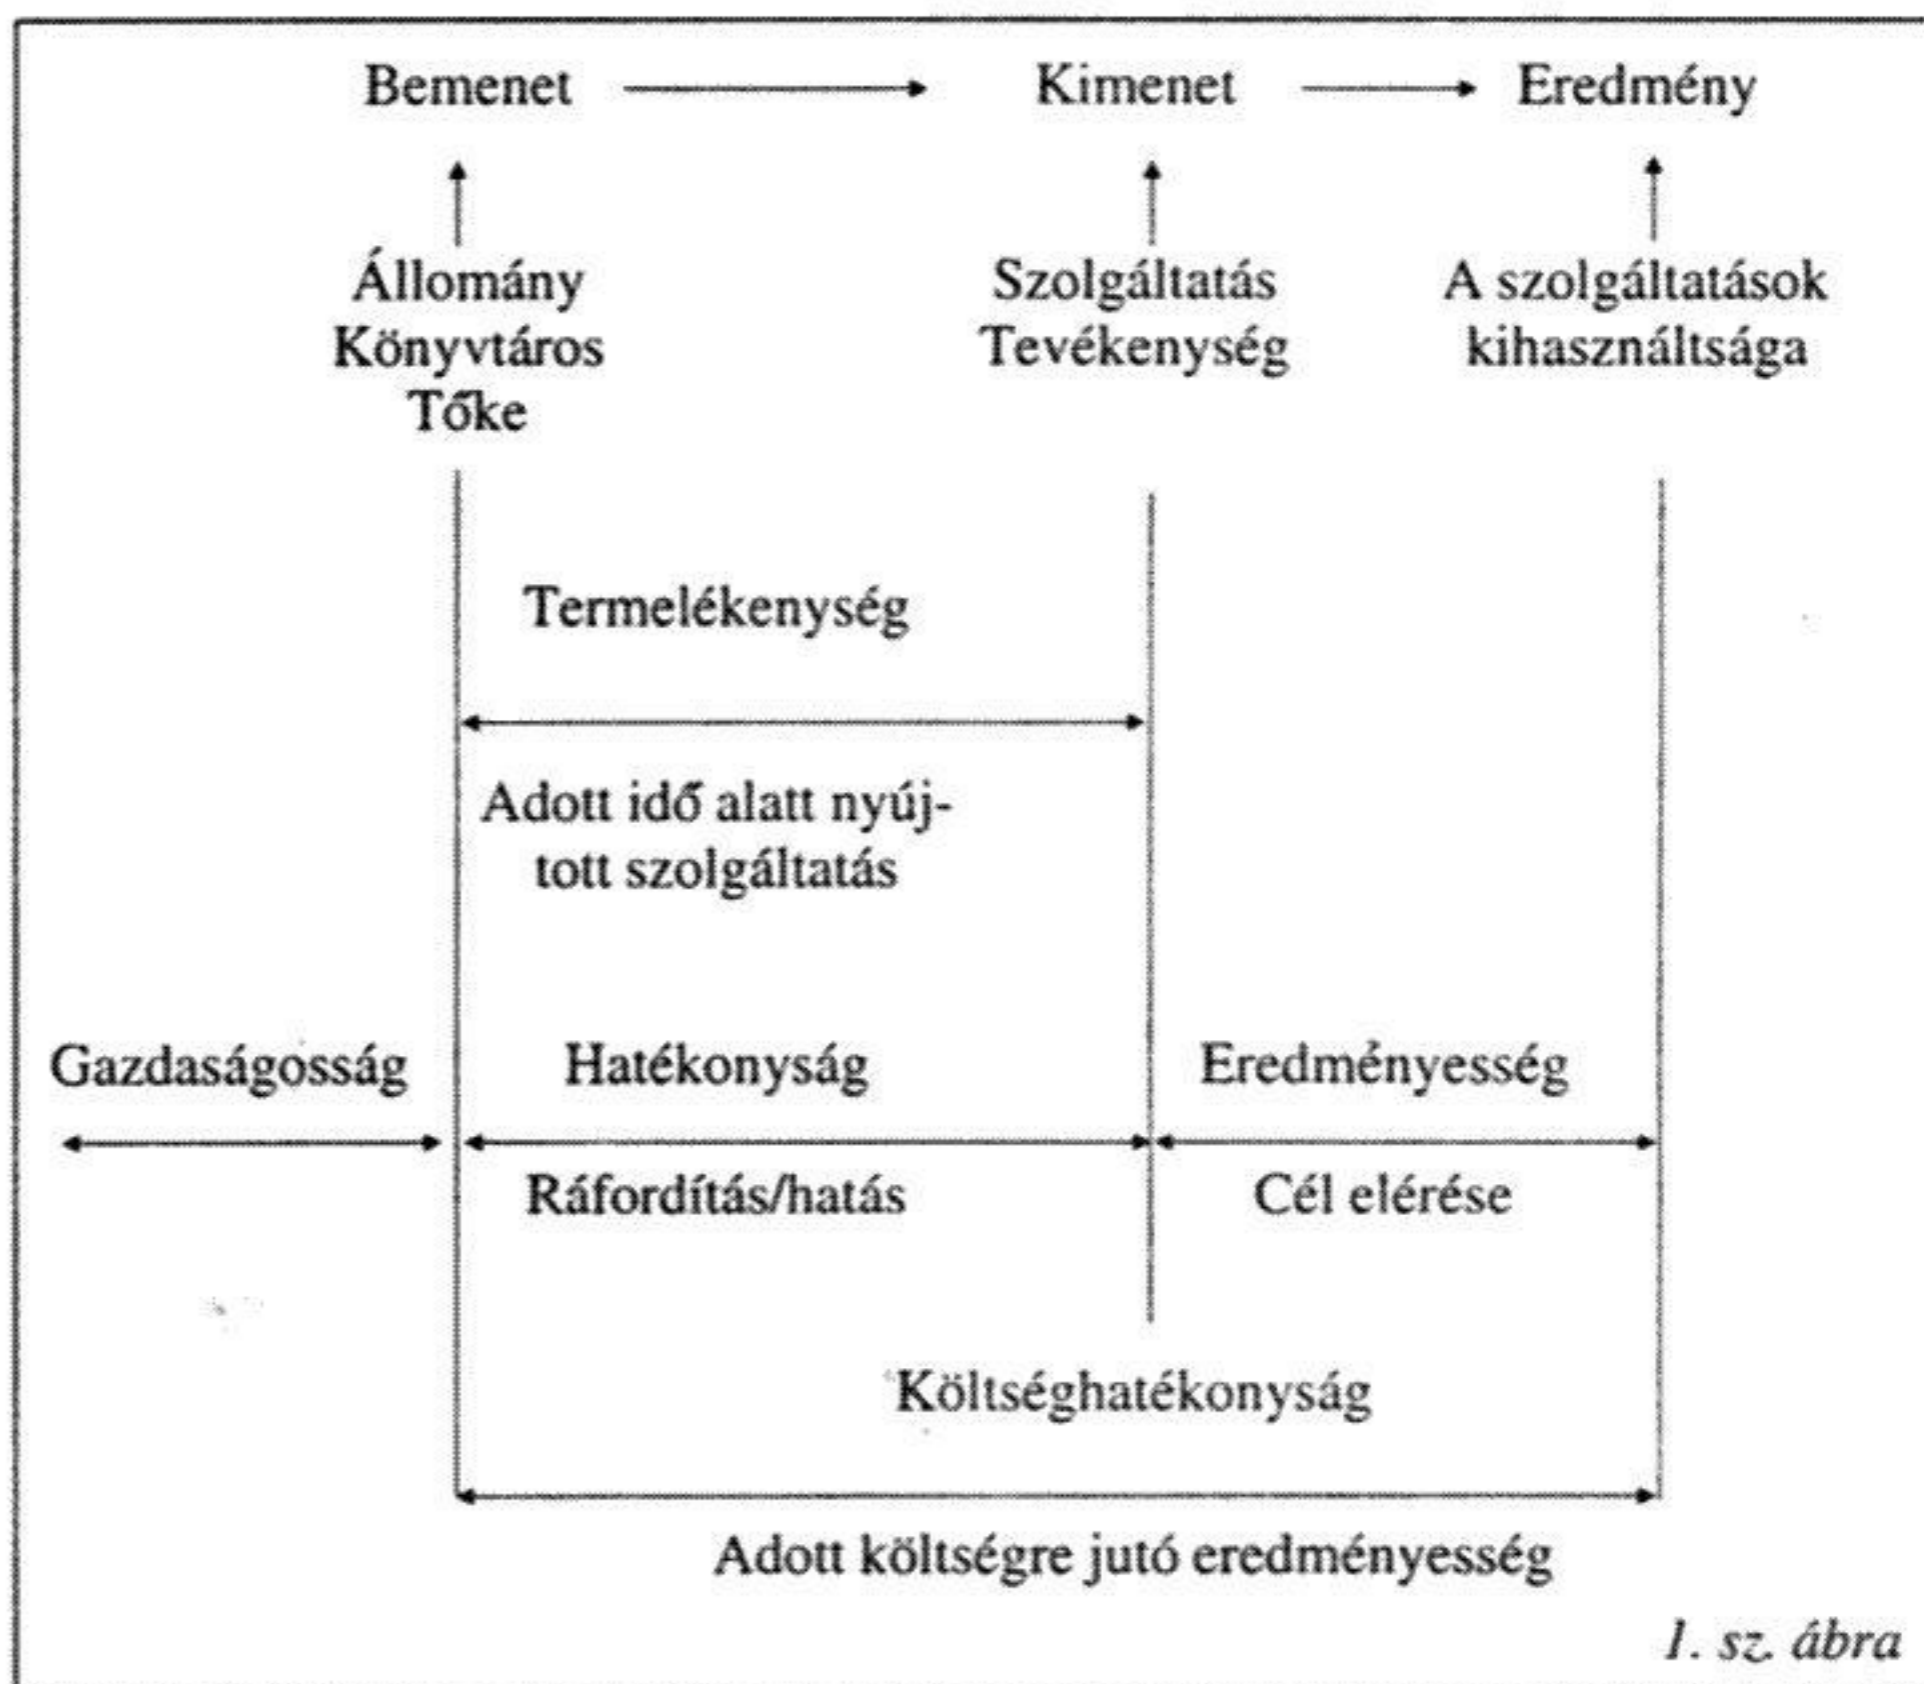 Bemenet Kimenet Eredmény
Állomány Szolgáltatás A szolgáltatások
Könyvtáros Tevékenység kihasználtsága
Tőke
Termelékenység
Adott idő alatt nyúj-
tott szolgáltatás
Gazdaságosság Hatékonyság Eredményesség
Ráfordítás/hatás Cél elérése
Költséghatékonyság
Adott költségre jutó eredményesség
1. sz. ábra